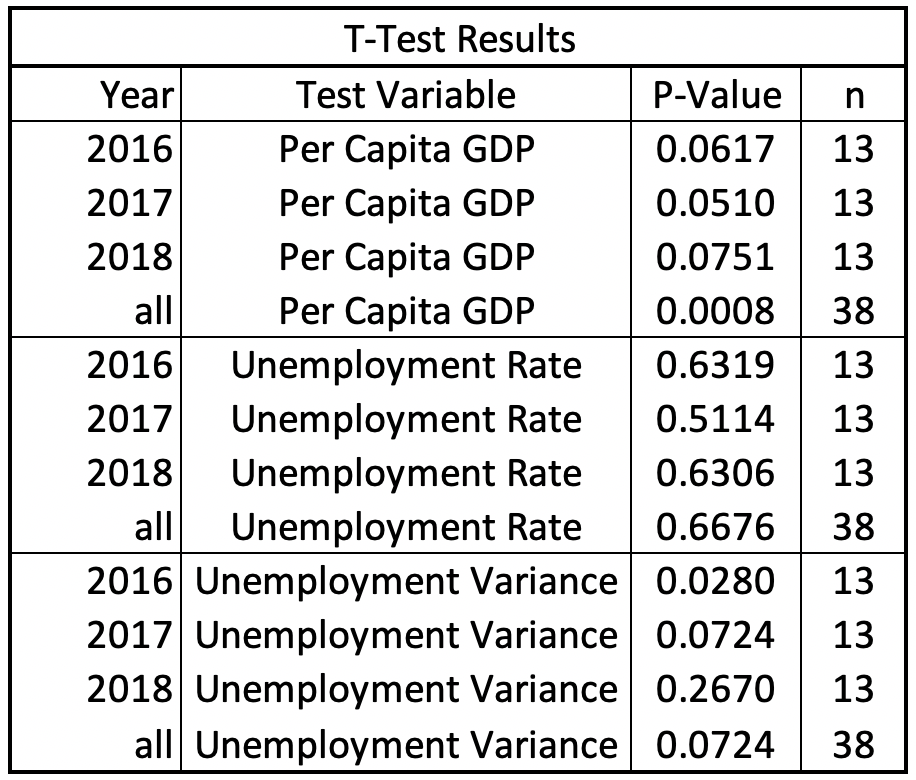 T-Test Results
Year Test Variable P-Value n
2016 Per Capita GDP 0.0617 13
2017 Per Capita GDP 0.0510 13
2018 Per Capita GDP 0.0751 13
all Per Capita GDP 0.0008 38
2016 Unemployment Rate 0.6319 13
2017 Unemployment Rate 0.5114 13
2018 Unemployment Rate 0.6306 13
all Unemployment Rate 0.6676 38
2016 Unemployment Variance 0.0280 13
2017 Unemployment Variance 0.0724 13
2018 Unemployment Variance 0.2670 13
all Unemployment Variance 0.0724 38